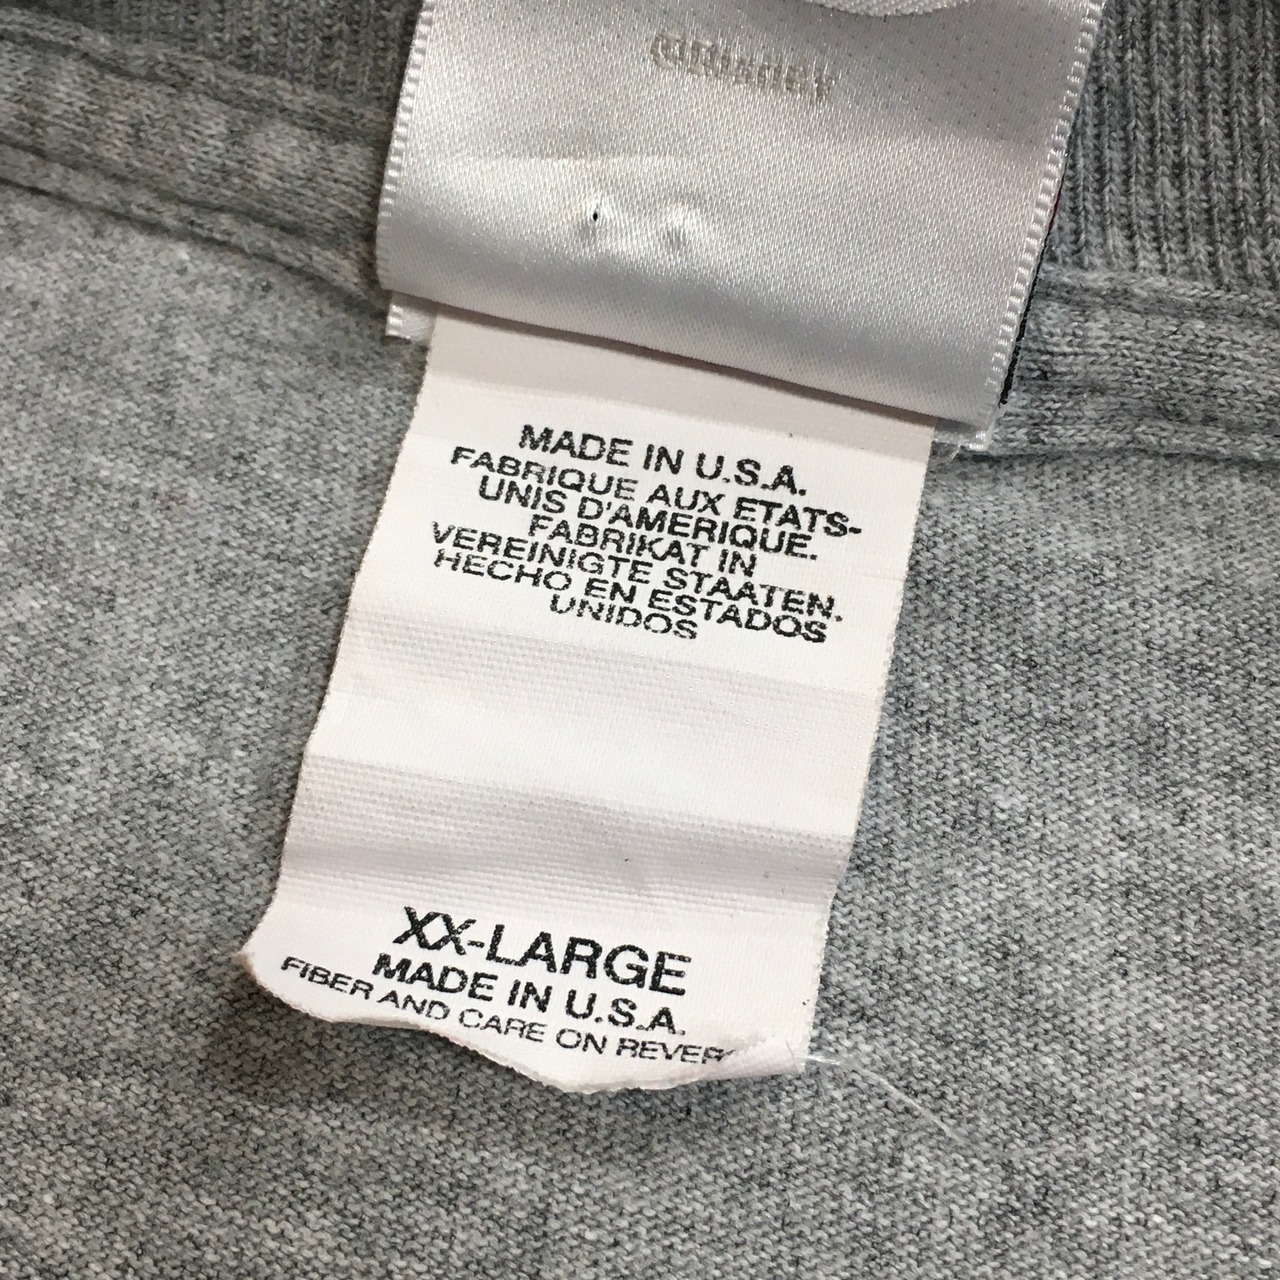 MADE IN U.S.A.
FABRIQUE AUX ETATS-
UNIS D'AMERIQUE.
FABRIKAT IN
VEREINIGTE STAATEN.
HECHO EN ESTADOS
UNIDOS
XX-LARGE
MADE IN U.S.A.
FIBER AND CARE ON